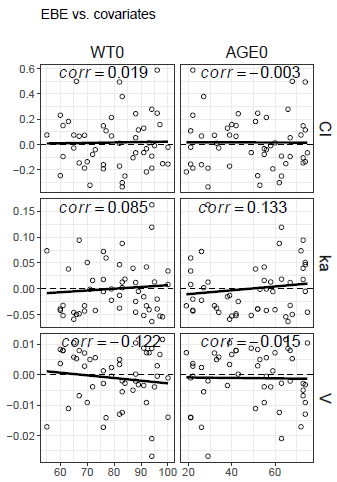 EBE vs. covariates
WT0 AGE0
corr = 0.019 corr = −0.003
0.6
0.4
0.2
0.0
−0.2
Cl
corr = 0.085 corr = 0.133
0.15
0.10
0.05
0.00
−0.05
ka
corr = −0.122 corr = −0.015
0.01
0.00
−0.01
−0.02
V
60 70 80 90 100 20 40 60